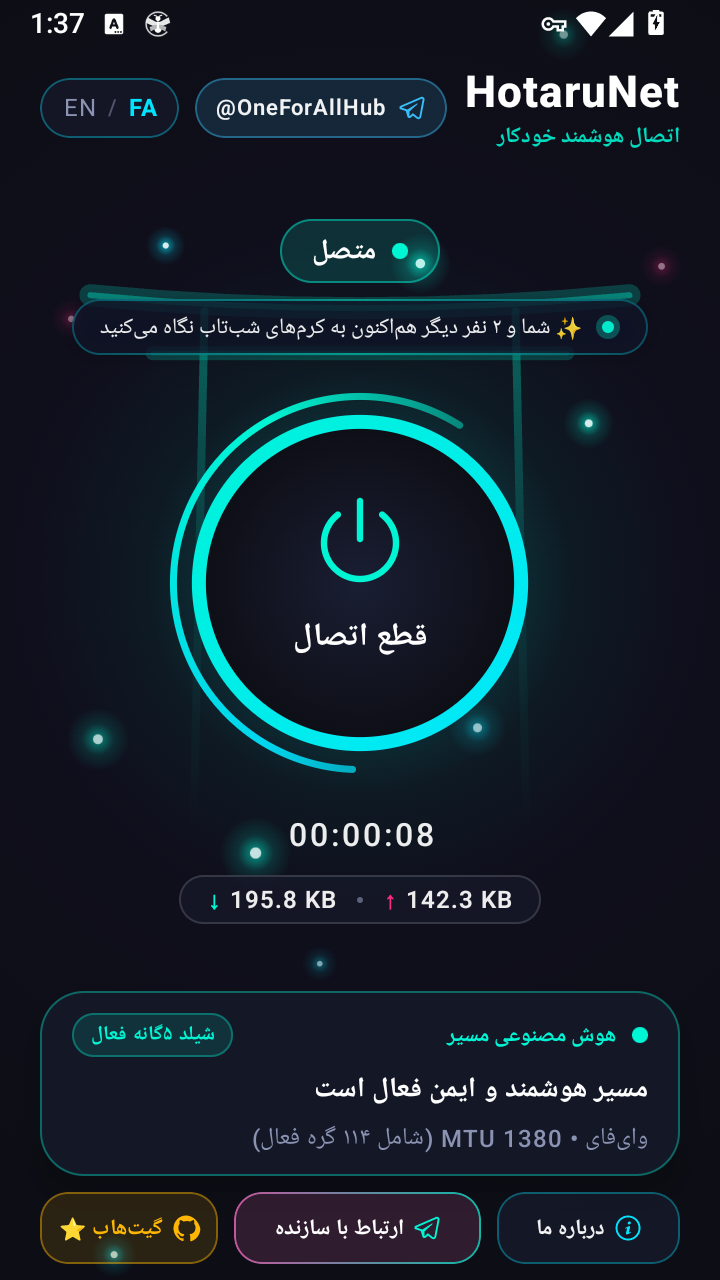 1:37
HotaruNet
اتصال هوشمند خودکار
@OneForAllHub
EN / FA
متصل
شما و ۲ نفر دیگر هم‌اکنون به کرم‌های شب‌تاب نگاه می‌کنید ✨
قطع اتصال
00:00:08
↓ 195.8 KB • ↑ 142.3 KB
هوش مصنوعی مسیر
شیلد ۵گانه فعال
مسیر هوشمند و ایمن فعال است
وای‌فای • MTU 1380 (شامل ۱۱۴ گره فعال)
درباره ما
ارتباط با سازنده
گیت‌هاب ⭐